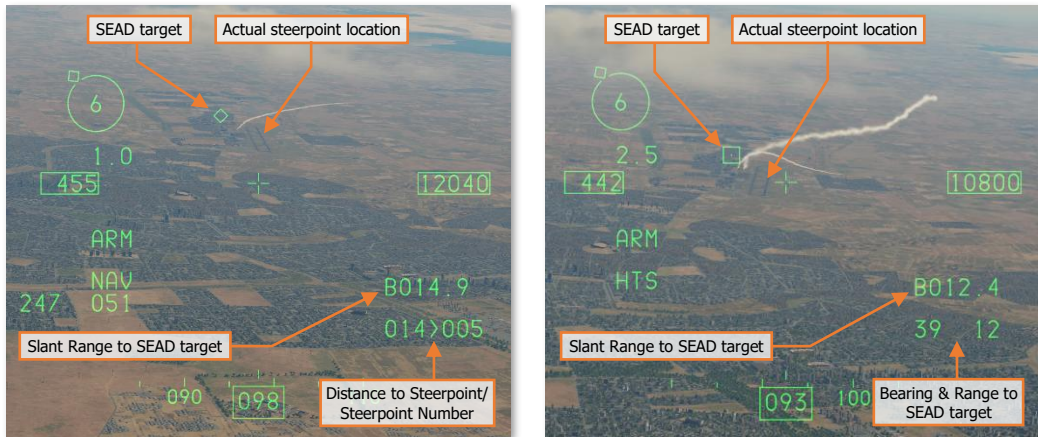 SEAD target
Actual steerpoint location
6
1.0
455
12040
ARM
NAV
247 051
B014.9
014>005
Slant Range to SEAD target
Distance to Steerpoint/
Steerpoint Number
090
098
SEAD target
Actual steerpoint location
6
2.5
442
10800
ARM
HTS
B012.4
39 12
Slant Range to SEAD target
Bearing & Range to
SEAD target
093
100